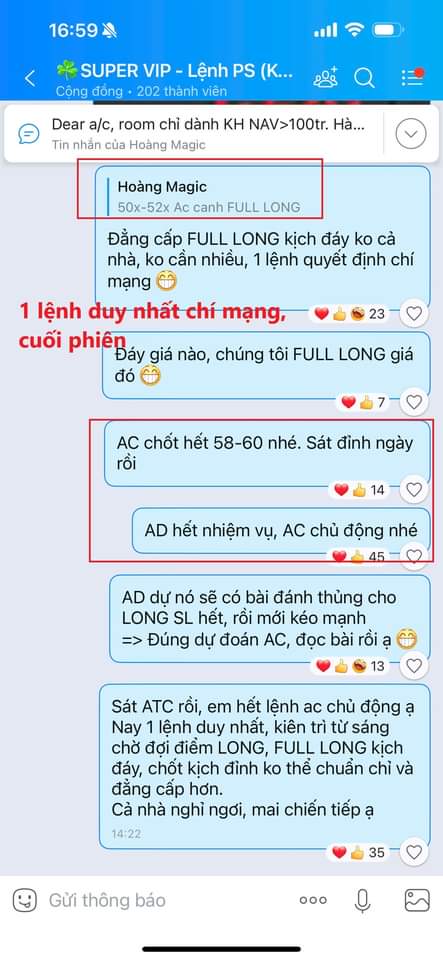 16:59
SUPER VIP - Lệnh PS (K...
Cộng đồng • 202 thành viên
Dear a/c, room chỉ dành KH NAV>100tr. Hà...
Tin nhắn của Hoàng Magic
Hoàng Magic
50x-52x Ac canh FULL LONG
Đẳng cấp FULL LONG kịch đáy ko cả
nhà, ko cần nhiều, 1 lệnh quyết định chí
mạng
23
1 lệnh duy nhất chí mạng,
cuối phiên
Đáy giá nào, chúng tôi FULL LONG giá
đó
7
AC chốt hết 58-60 nhé. Sát đỉnh ngày
rồi
14
AD hết nhiệm vụ, AC chủ động nhé
45
AD dự nó sẽ có bài đánh thủng cho
LONG SL hết, rồi mới kéo mạnh
=> Đúng dự đoán AC, đọc bài rồi ạ
13
Sát ATC rồi, em hết lệnh ac chủ động ạ
Nay 1 lệnh duy nhất, kiên trì từ sáng
chờ đợi điểm LONG, FULL LONG kịch
đáy, chốt kịch đỉnh ko thể chuẩn chỉ và
đẳng cấp hơn.
Cả nhà nghỉ ngơi, mai chiến tiếp ạ
14:22
35
Gửi thông báo